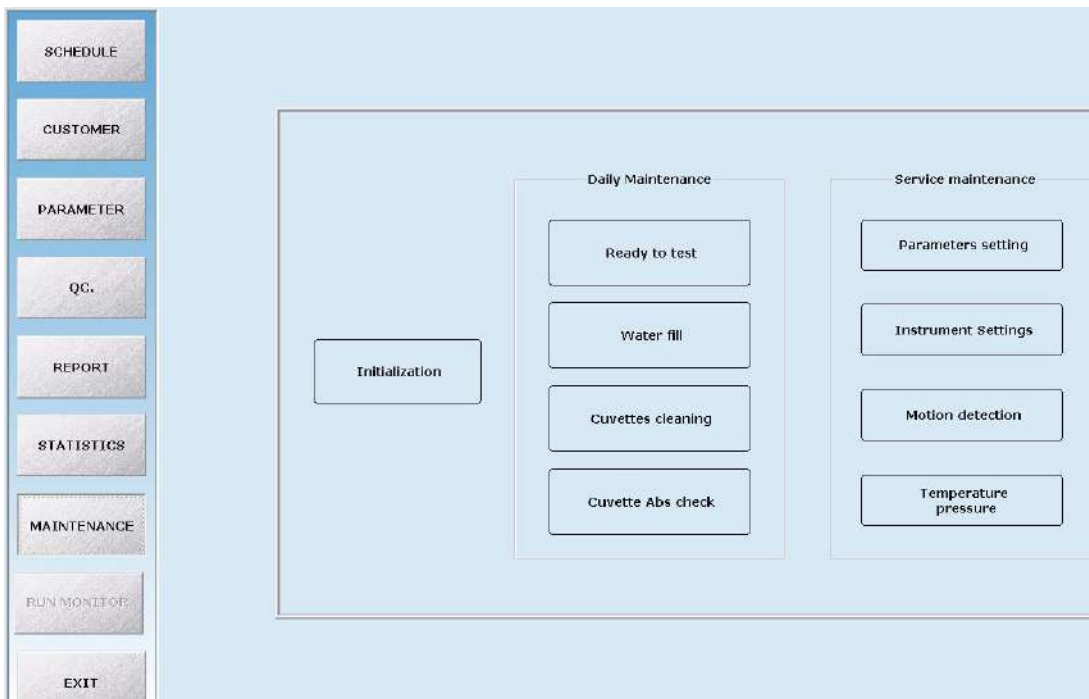 SCHEDULE
CUSTOMER
PARAMETER
QC.
REPORT
STATISTICS
MAINTENANCE
RUN MONITOR
EXIT
Initialization
Daily Maintenance
Ready to test
Water fill
Cuvettes cleaning
Cuvette Abs check
Service maintenance
Parameters setting
Instrument Settings
Motion detection
Temperature
pressure